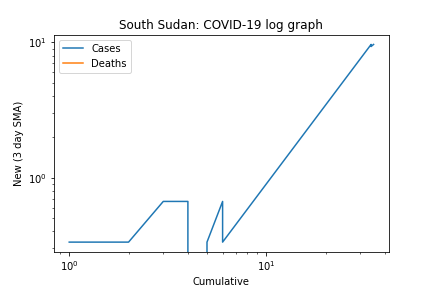 South Sudan: COVID-19 log graph
Cases
Deaths
New (3 day SMA)
10¹
10⁰
10⁰
10¹
Cumulative